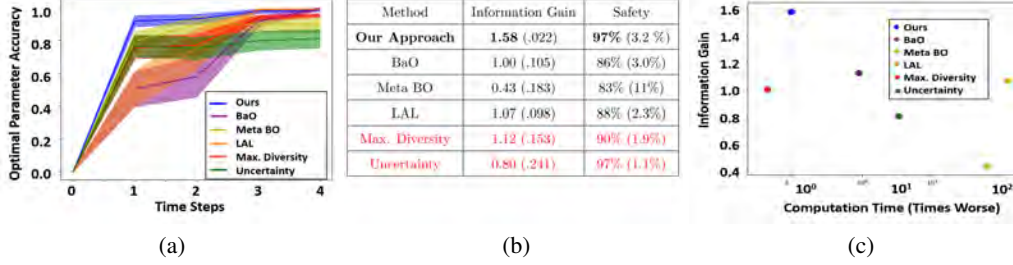 Optimal Parameter Accuracy
1.0
0.8
0.6
0.4
0.2
0.0
Ours
BaO
Meta BO
LAL
Max. Diversity
Uncertainty
0 1 2 3 4
Time Steps
(a)
Method Information Gain Safety
Our Approach 1.58 (.022) 97% (3.2 %)
BaO 1.00 (.105) 86% (3.0%)
Meta BO 0.43 (.183) 83% (11%)
LAL 1.07 (.098) 88% (2.3%)
Max. Diversity 1.12 (.153) 90% (1.9%)
Uncertainty 0.80 (.241) 97% (1.1%)
(b)
Information Gain
1.6
1.4
1.2
1.0
0.8
0.6
0.4
Ours
BaO
Meta BO
LAL
Max. Diversity
Uncertainty
10⁰ 10¹ 10²
Computation Time (Times Worse)
(c)